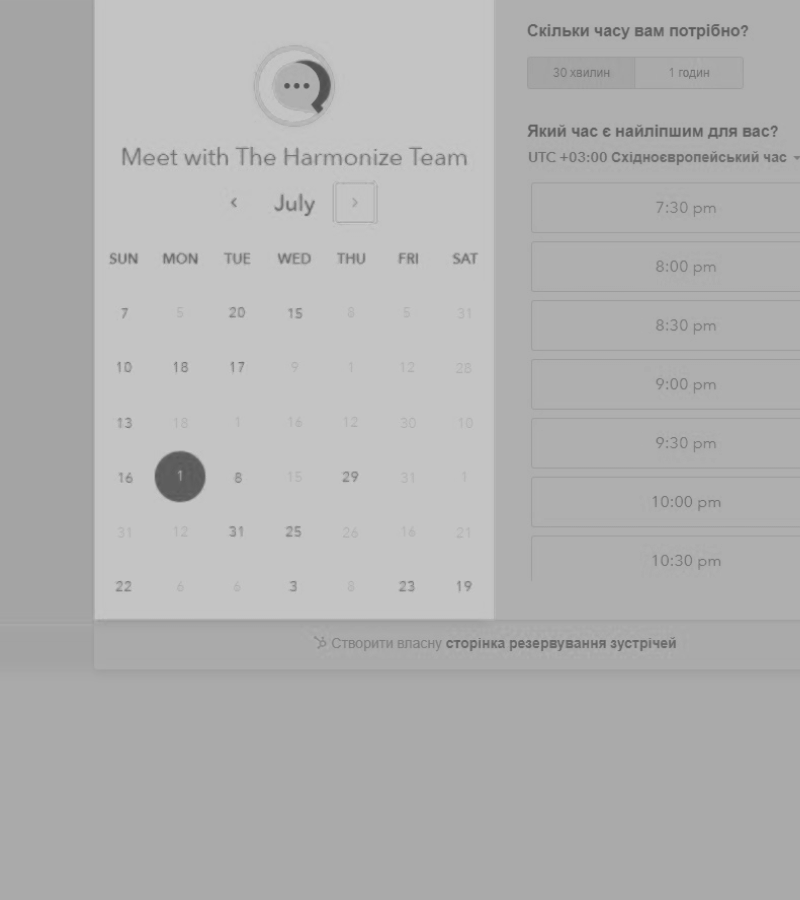 Meet with The Harmonize Team
July
SUN MON TUE WED THU FRI SAT
7 5 20 15 8 5 31
10 18 17 9 1 12 28
13 18 1 16 12 30 10
16 1 8 15 29 31 1
31 12 31 25 26 16 21
22 6 6 3 8 23 19
Скільки часу вам потрібно?
30 хвилин 1 годин
Який час є найліпшим для вас?
UTC +03:00 Східноєвропейський час
7:30 pm
8:00 pm
8:30 pm
9:00 pm
9:30 pm
10:00 pm
10:30 pm
Створити власну сторінка резервування зустрічей